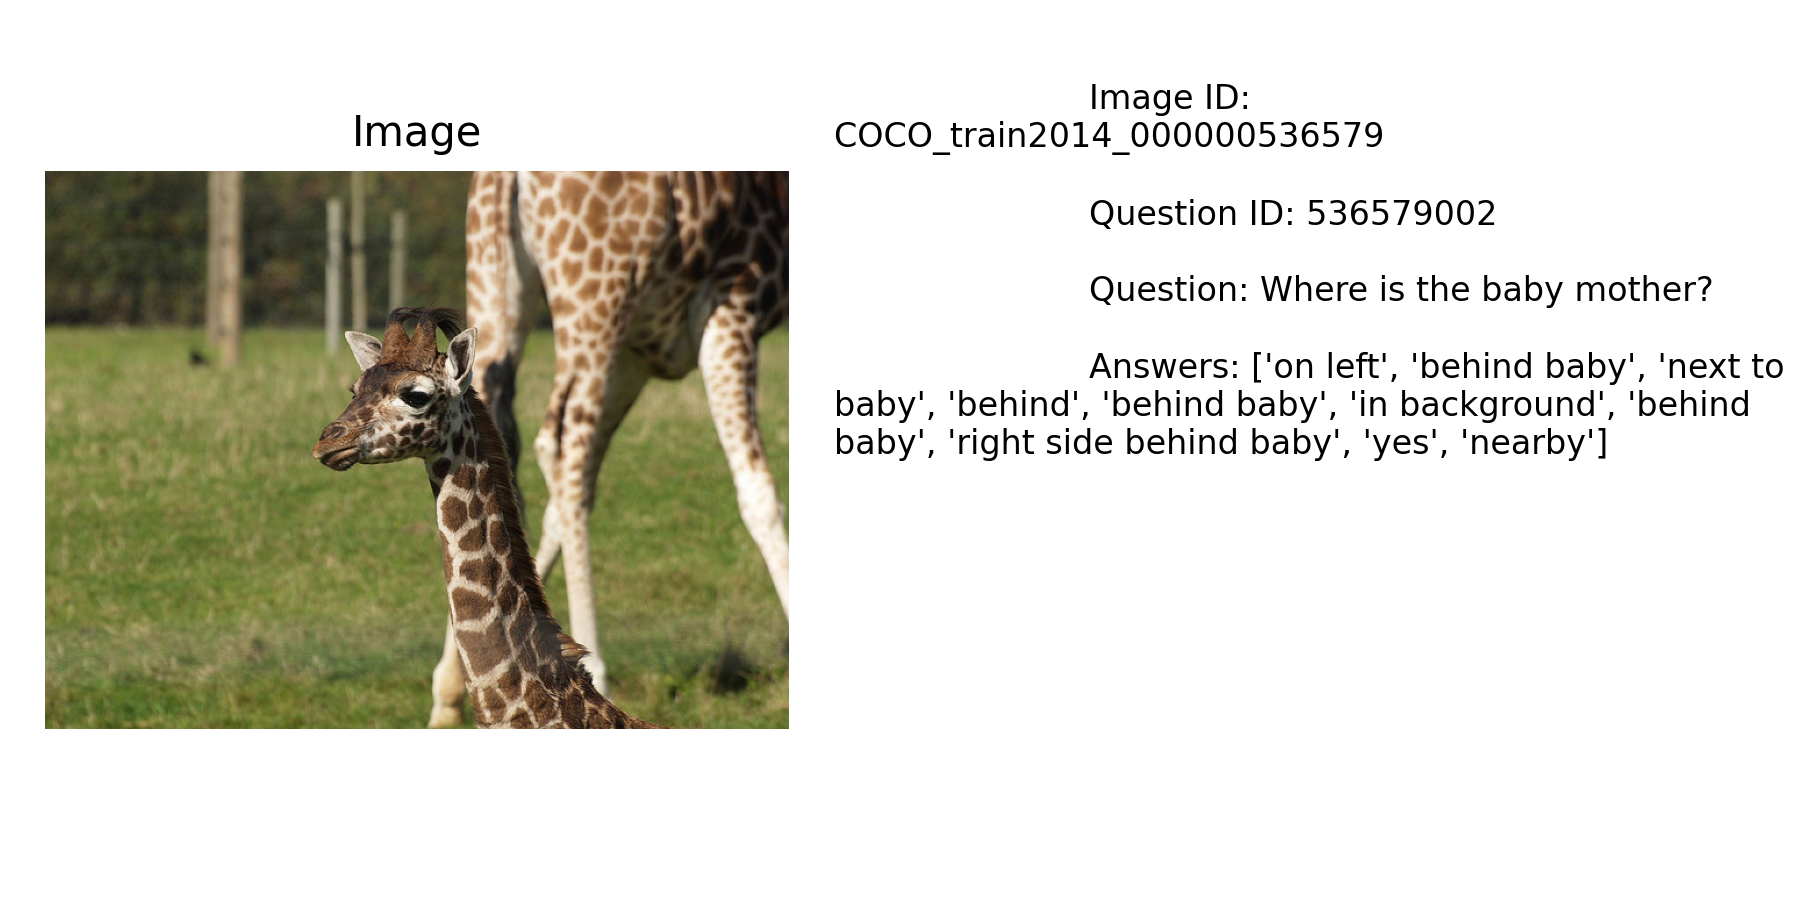 Image
Image ID:
COCO_train2014_000000536579
Question ID: 536579002
Question: Where is the baby mother?
Answers: ['on left', 'behind baby', 'next to
baby', 'behind', 'behind baby', 'in background', 'behind
baby', 'right side behind baby', 'yes', 'nearby']